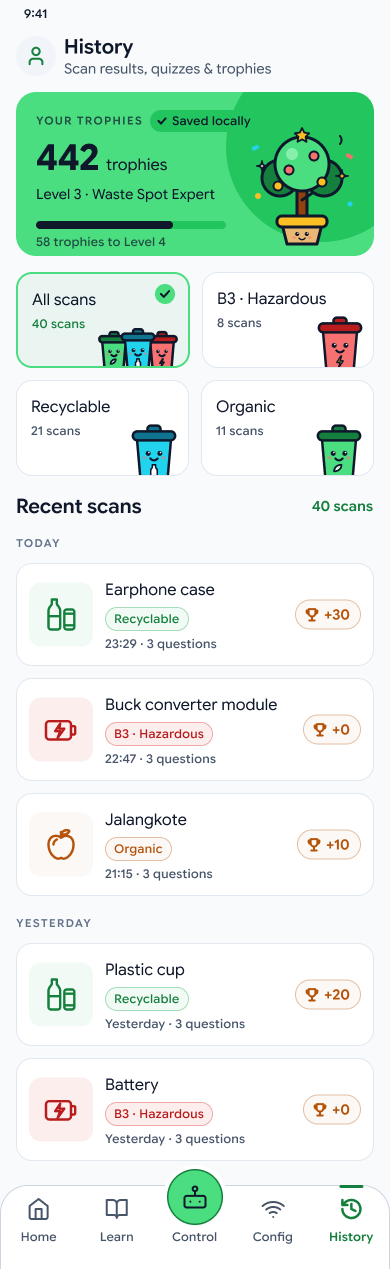 9:41
History
Scan results, quizzes & trophies
YOUR TROPHIES
Saved locally
442 trophies
Level 3 · Waste Spot Expert
58 trophies to Level 4
All scans
40 scans
B3 · Hazardous
8 scans
Recyclable
21 scans
Organic
11 scans
Recent scans
40 scans
TODAY
Earphone case
Recyclable
23:29 · 3 questions
+30
Buck converter module
B3 · Hazardous
22:47 · 3 questions
+0
Jalangkote
Organic
21:15 · 3 questions
+10
YESTERDAY
Plastic cup
Recyclable
Yesterday · 3 questions
+20
Battery
B3 · Hazardous
Yesterday · 3 questions
+0
Home
Learn
Control
Config
History